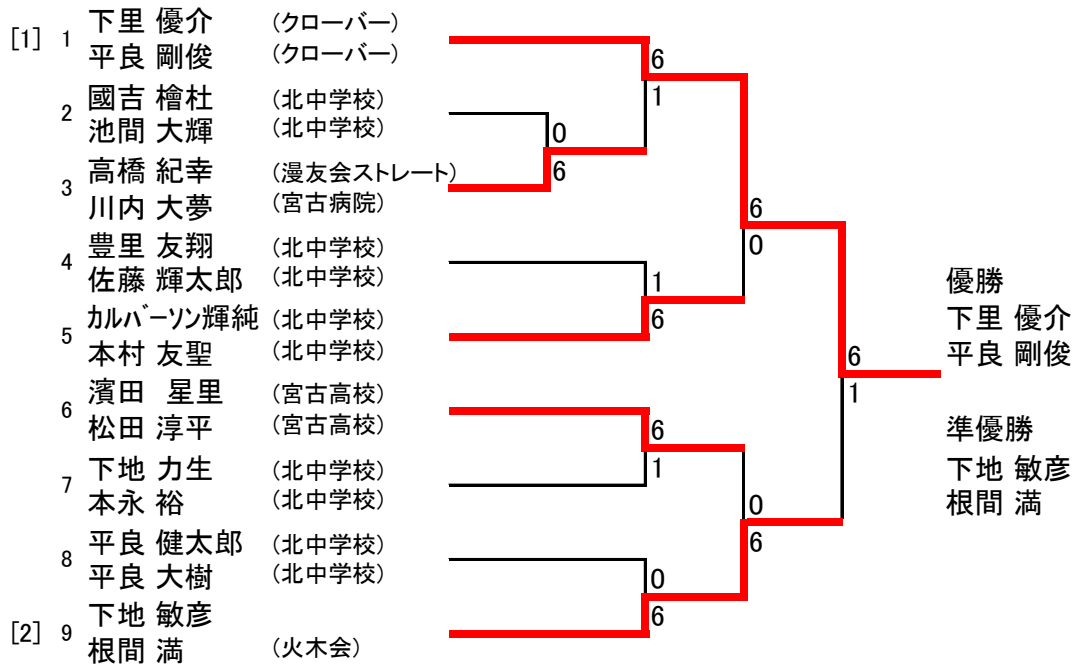 下里 優介 (クローバー)
[1] 1
平良 剛俊 (クローバー)
6
1
2
國吉 檜杜 (北中学校)
池間 大輝 (北中学校)
0
6
3
高橋 紀幸 (漫友会ストレート)
川内 大夢 (宮古病院)
6
0
4
豊里 友翔 (北中学校)
佐藤 輝太郎 (北中学校)
1
6
5
カルバーソン輝純 (北中学校)
本村 友聖 (北中学校)
優勝
下里 優介
平良 剛俊
6
1
6
濱田 星里 (宮古高校)
松田 淳平 (宮古高校)
6
1
準優勝
下地 敏彦
根間 満
7
下地 力生 (北中学校)
本永 裕 (北中学校)
0
6
8
平良 健太郎 (北中学校)
平良 大樹 (北中学校)
0
6
下地 敏彦
[2] 9
根間 満 (火木会)